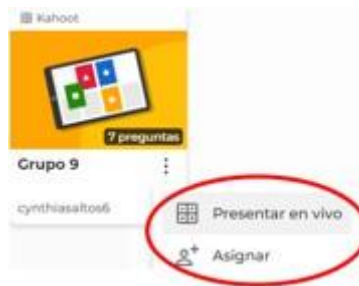 Kahoot
7 preguntas
Grupo 9
cynthiasaltos6
Presentar en vivo
Asignar